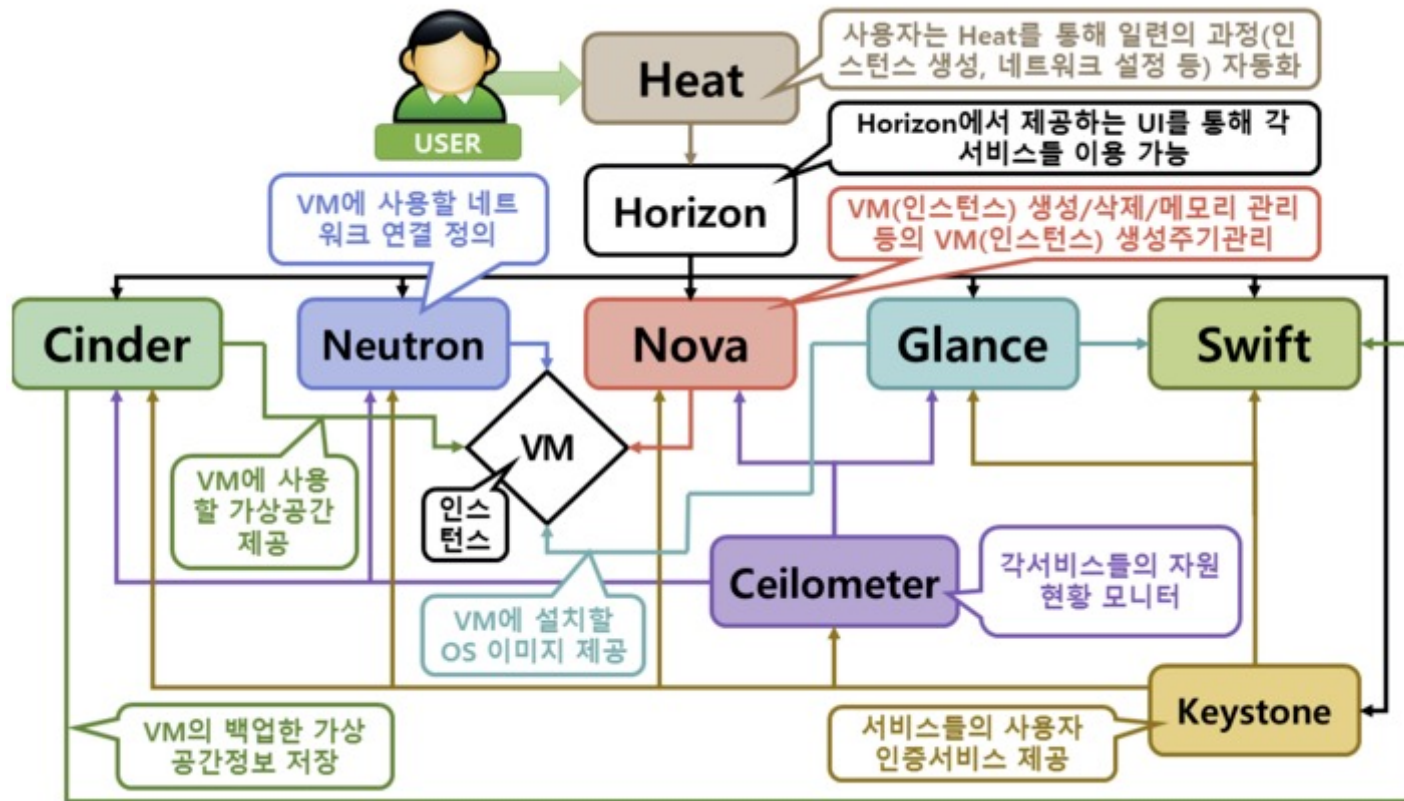 사용자는 Heat를 통해 일련의 과정(인
스턴스 생성, 네트워크 설정 등) 자동화
Heat
USER
Horizon에서 제공하는 UI를 통해 각
서비스들 이용 가능
VM에 사용할 네트
워크 연결 정의
Horizon
VM(인스턴스) 생성/삭제/메모리 관리
등의 VM(인스턴스) 생성주기관리
Cinder
Neutron
Nova
Glance
Swift
VM
VM에 사용
할 가상공간
제공
인스
턴스
Ceilometer
각서비스들의 자원
현황 모니터
VM에 설치할
OS 이미지 제공
Keystone
VM의 백업한 가상
공간정보 저장
서비스들의 사용자
인증서비스 제공